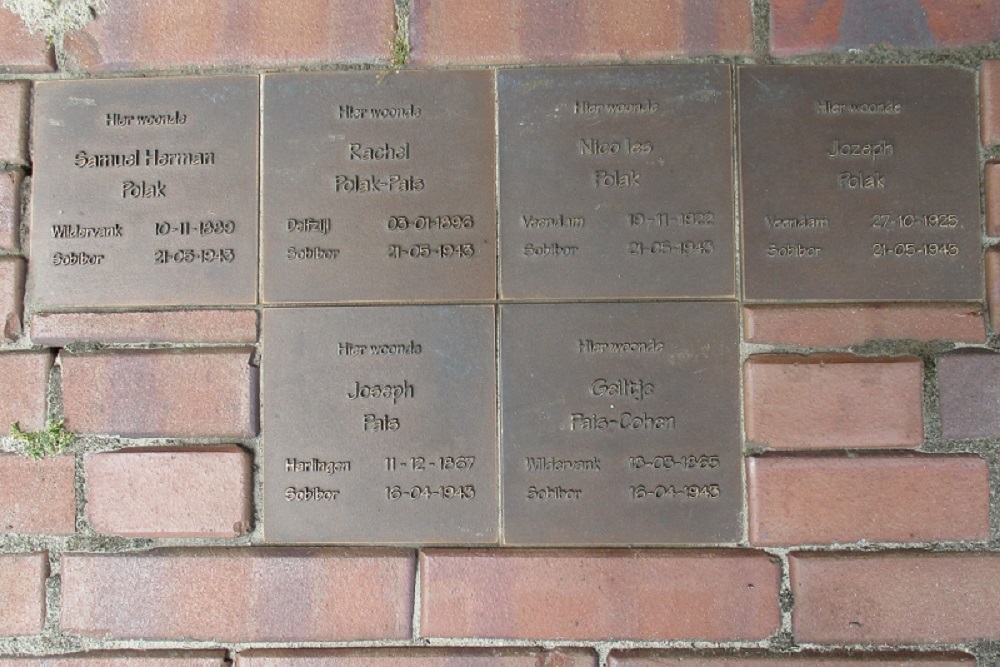 Hier woonde
Samuel Herman
Polak
Wildervank 10-11-1889
Sobibor 21-05-1943
Hier woonde
Rachel
Polak-Pais
Delfzijl 03-01-1896
Sobibor 21-05-1943
Hier woonde
Nico Ies
Polak
Veendam 19-11-1922
Sobibor 21-05-1943
Hier woonde
Jozeph
Polak
Veendam 27-10-1925
Sobibor 21-05-1943
Hier woonde
Joseph
Pais
Harlingen 11-12-1867
Sobibor 16-04-1943
Hier woonde
Geiltje
Pais-Cohen
Wildervank 13-03-1865
Sobibor 16-04-1943